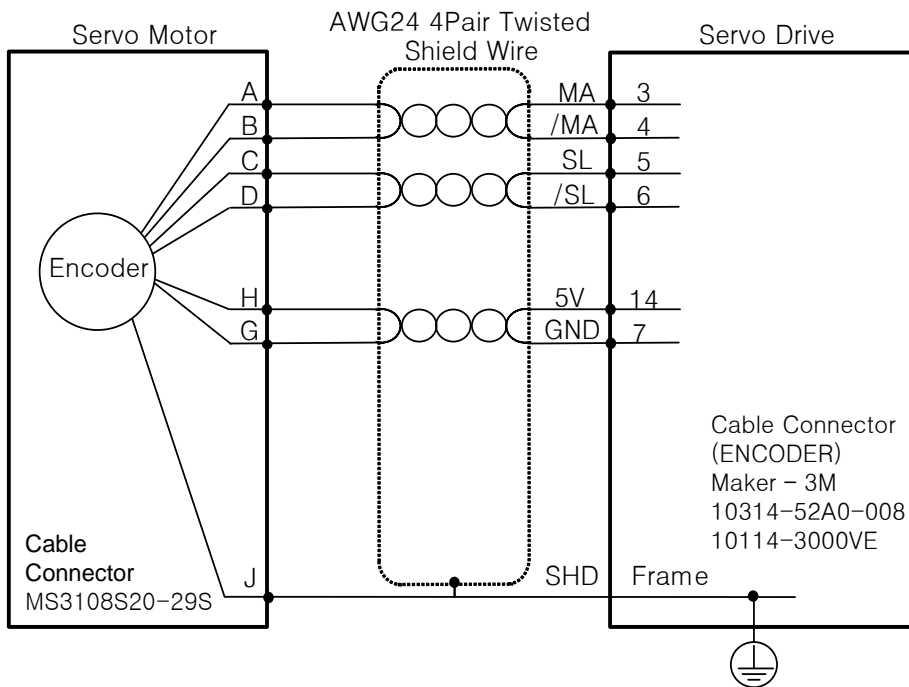 AWG24 4Pair Twisted
Shield Wire
Servo Motor
Servo Drive
A
MA
3
B
/MA
4
C
SL
5
D
/SL
6
Encoder
H
5V
14
G
GND
7
Cable Connector
(ENCODER)
Maker - 3M
10314-52A0-008
10114-3000VE
Cable
Connector
MS3108S20-29S
J
SHD
Frame